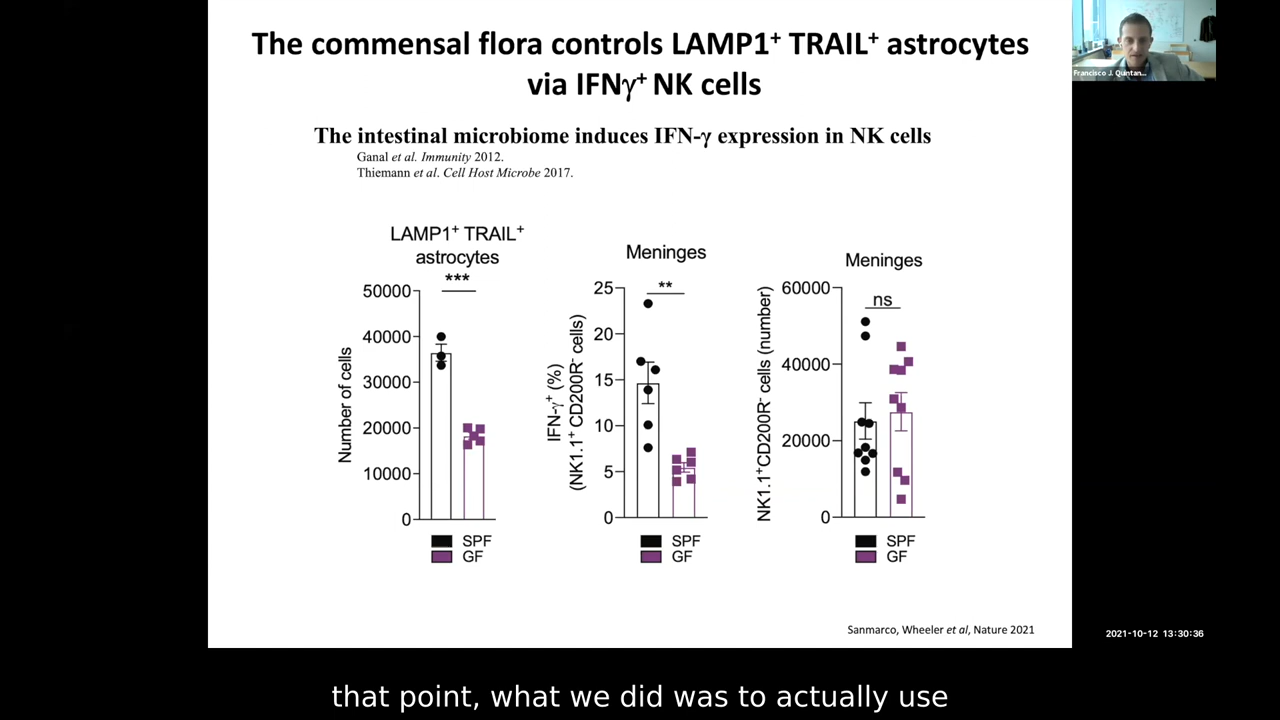 The commensal flora controls LAMP1⁺ TRAIL⁺ astrocytes
via IFNγ⁺ NK cells
Francisco J. Quintan...
The intestinal microbiome induces IFN-γ expression in NK cells
Ganal et al. Immunity 2012.
Thiemann et al. Cell Host Microbe 2017.
LAMP1⁺ TRAIL⁺
astrocytes
***
Number of cells
50000
40000
30000
20000
10000
0
SPF
GF
Meninges
**
IFN-γ⁺ (%)
(NK1.1⁺ CD200R⁻ cells)
25
20
15
10
5
0
SPF
GF
Meninges
ns
NK1.1⁺CD200R⁻ cells (number)
60000
40000
20000
0
SPF
GF
Sanmarco, Wheeler et al, Nature 2021
2021-10-12 13:30:36
that point, what we did was to actually use